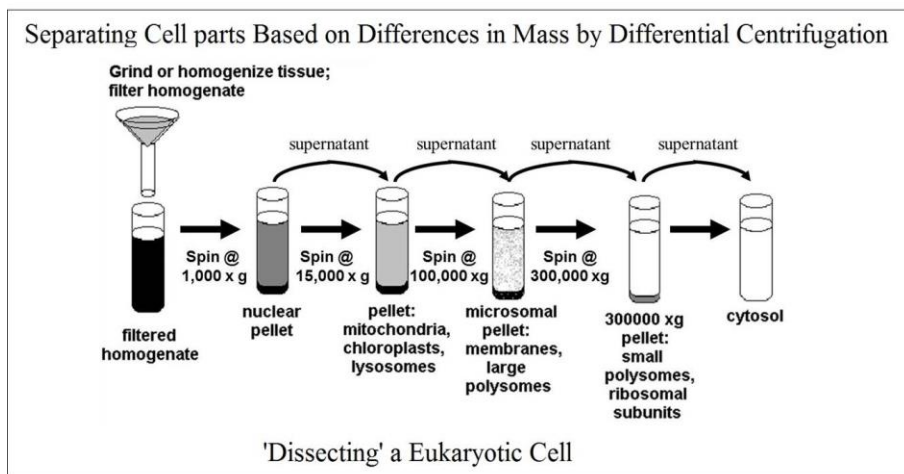 Separating Cell parts Based on Differences in Mass by Differential Centrifugation
Grind or homogenize tissue;
filter homogenate
supernatant
supernatant
supernatant
supernatant
Spin @
1,000 x g
Spin @
15,000 x g
Spin @
100,000 xg
Spin @
300,000 xg
filtered
homogenate
nuclear
pellet
pellet:
mitochondria,
chloroplasts,
lysosomes
microsomal
pellet:
membranes,
large
polysomes
300000 xg
pellet:
small
polysomes,
ribosomal
subunits
cytosol
'Dissecting' a Eukaryotic Cell